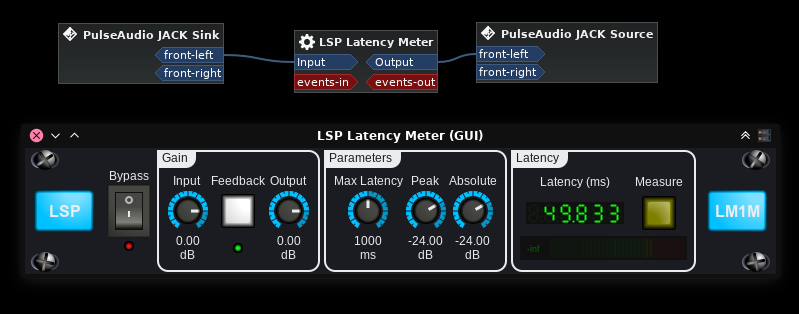 PulseAudio JACK Sink
front-left
front-right
LSP Latency Meter
Input
Output
events-in
events-out
PulseAudio JACK Source
front-left
front-right
LSP Latency Meter (GUI)
LSP
Bypass
Gain
Input
Feedback
Output
0.00
dB
0.00
dB
Parameters
Max Latency
Peak
Absolute
1000
ms
-24.00
dB
-24.00
dB
Latency
Latency (ms)
Measure
49.833
-inf
LM1M